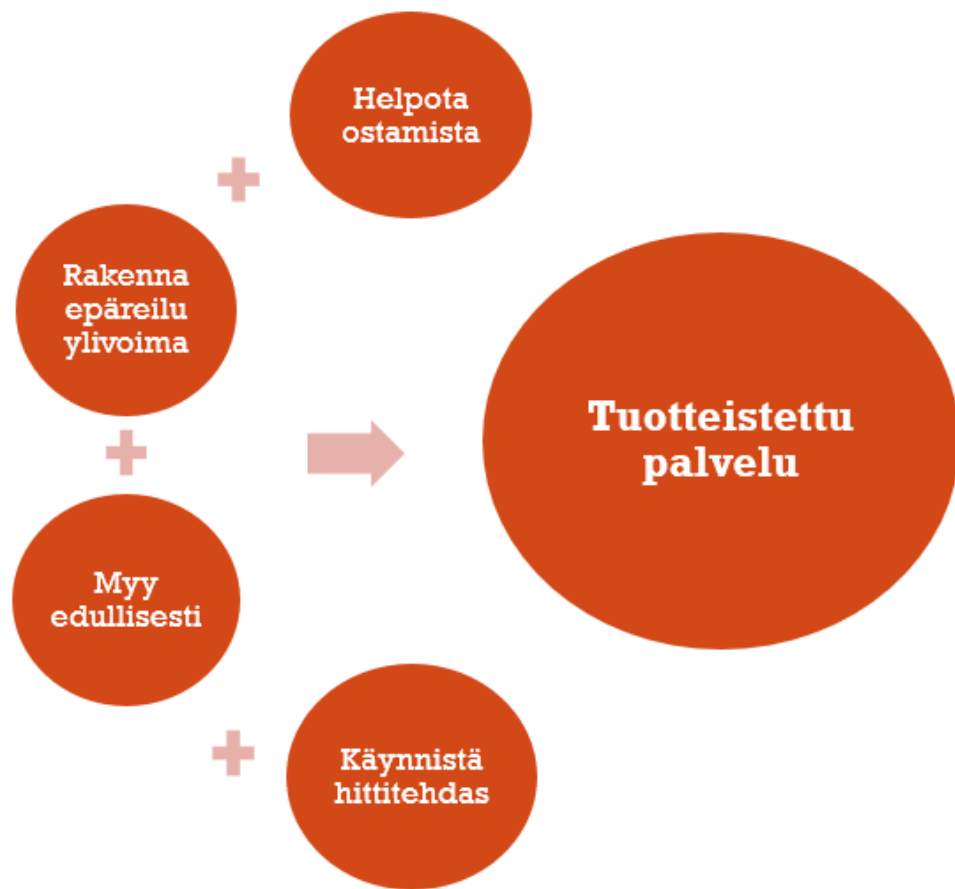 Helpota
ostamista
Rakenna
epäreilu
ylivoima
Tuotteistettu
palvelu
Myy
edullisesti
Käynnistä
hittitehdas